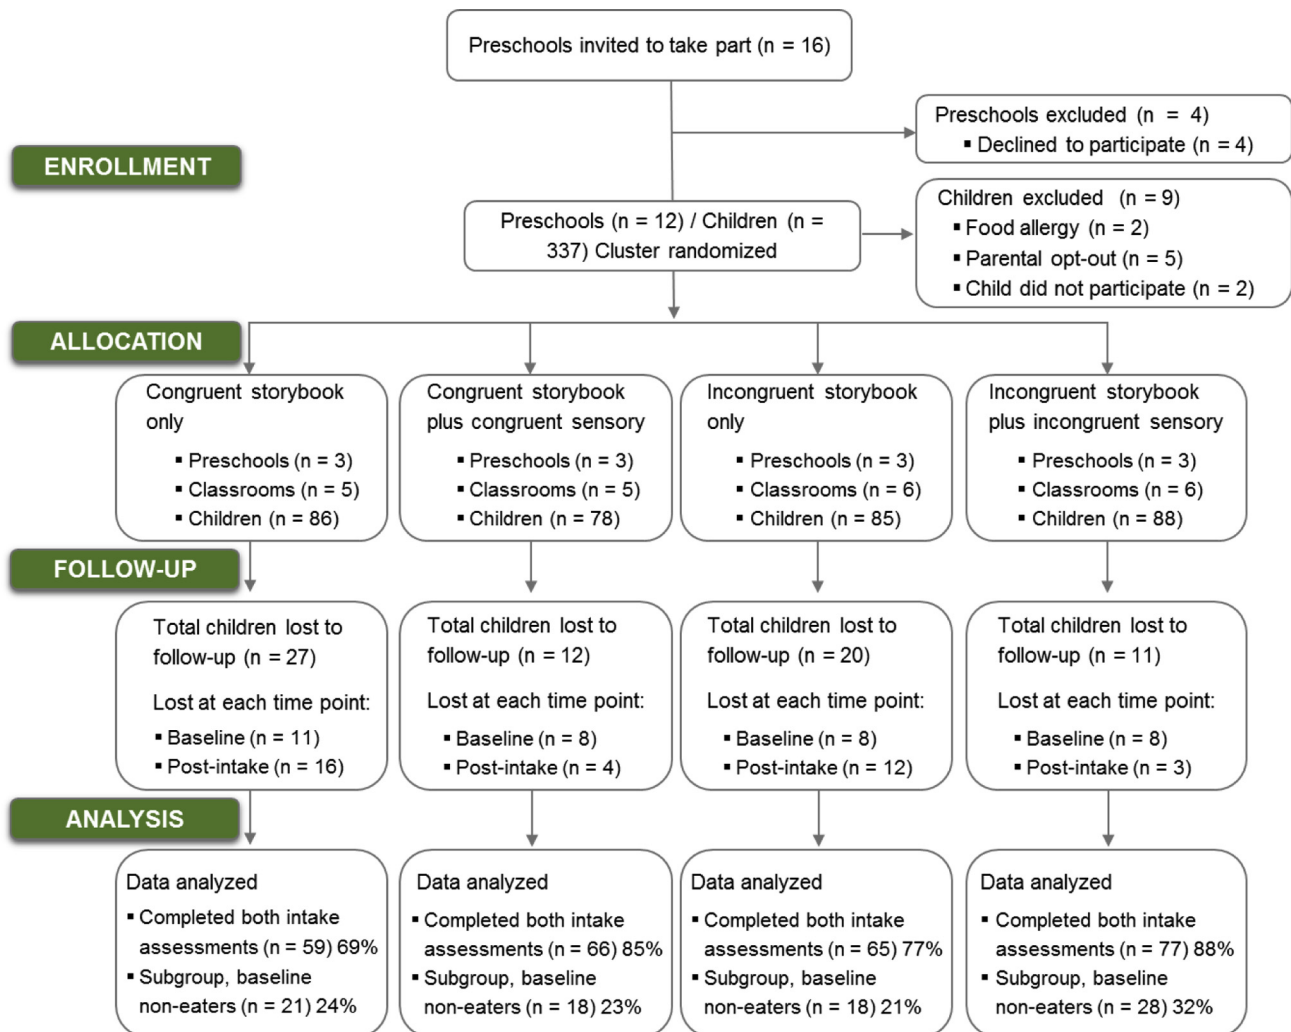 Preschools invited to take part (n = 16)
Preschools excluded (n = 4)
▪ Declined to participate (n = 4)
ENROLLMENT
Preschools (n = 12) / Children (n =
337) Cluster randomized
Children excluded (n = 9)
▪ Food allergy (n = 2)
▪ Parental opt-out (n = 5)
▪ Child did not participate (n = 2)
ALLOCATION
Congruent storybook
only
▪ Preschools (n = 3)
▪ Classrooms (n = 5)
▪ Children (n = 86)
Congruent storybook
plus congruent sensory
▪ Preschools (n = 3)
▪ Classrooms (n = 5)
▪ Children (n = 78)
Incongruent storybook
only
▪ Preschools (n = 3)
▪ Classrooms (n = 6)
▪ Children (n = 85)
Incongruent storybook
plus incongruent sensory
▪ Preschools (n = 3)
▪ Classrooms (n = 6)
▪ Children (n = 88)
FOLLOW-UP
Total children lost to
follow-up (n = 27)
Lost at each time point:
▪ Baseline (n = 11)
▪ Post-intake (n = 16)
Total children lost to
follow-up (n = 12)
Lost at each time point:
▪ Baseline (n = 8)
▪ Post-intake (n = 4)
Total children lost to
follow-up (n = 20)
Lost at each time point:
▪ Baseline (n = 8)
▪ Post-intake (n = 12)
Total children lost to
follow-up (n = 11)
Lost at each time point:
▪ Baseline (n = 8)
▪ Post-intake (n = 3)
ANALYSIS
Data analyzed
▪ Completed both intake
assessments (n = 59) 69%
▪ Subgroup, baseline
non-eaters (n = 21) 24%
Data analyzed
▪ Completed both intake
assessments (n = 66) 85%
▪ Subgroup, baseline
non-eaters (n = 18) 23%
Data analyzed
▪ Completed both intake
assessments (n = 65) 77%
▪ Subgroup, baseline
non-eaters (n = 18) 21%
Data analyzed
▪ Completed both intake
assessments (n = 77) 88%
▪ Subgroup, baseline
non-eaters (n = 28) 32%